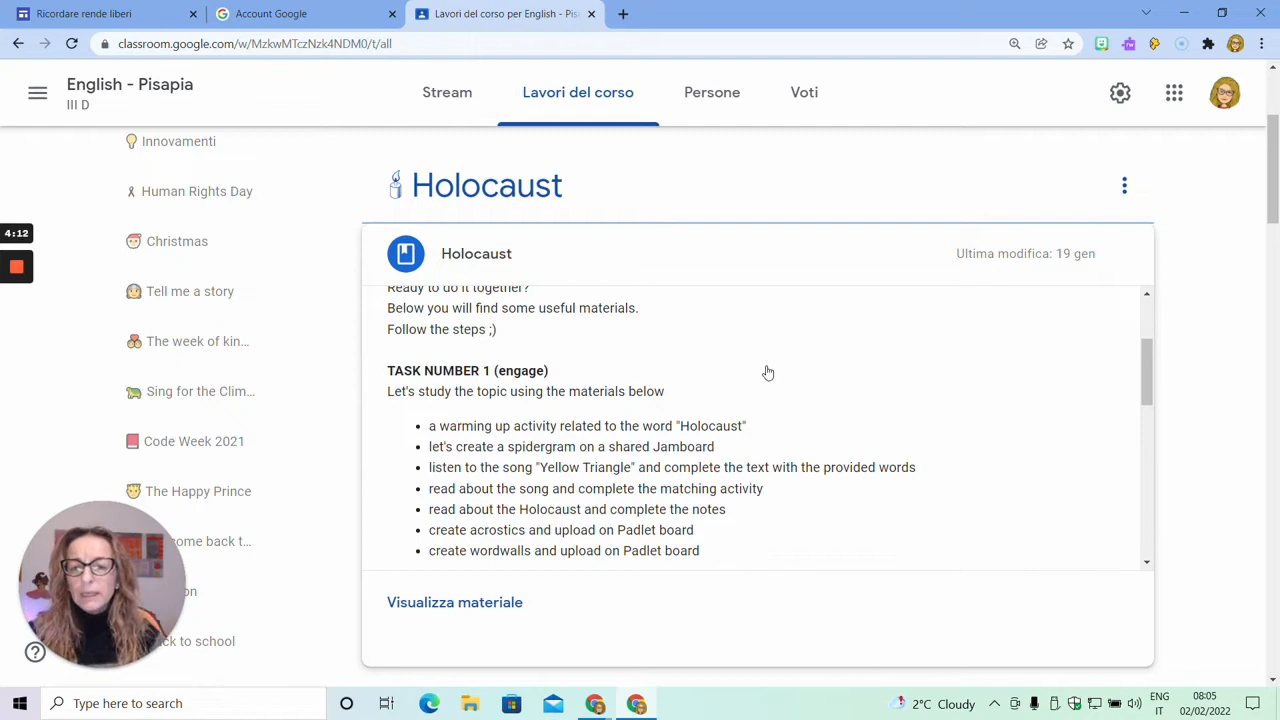 Ricordare rende liberi
Account Google
Lavori del corso per English - Pis
classroom.google.com/w/MzkwMTczNzk4NDM0/t/all
English - Pisapia
III D
Stream
Lavori del corso
Persone
Voti
Innovamenti
Human Rights Day
Christmas
Tell me a story
The week of kin...
Sing for the Clim...
Code Week 2021
The Happy Prince
ome back t...
on
ck to school
4:12
Holocaust
Holocaust
Ultima modifica: 19 gen
Ready to do it together?
Below you will find some useful materials.
Follow the steps ;)
TASK NUMBER 1 (engage)
Let's study the topic using the materials below
• a warming up activity related to the word "Holocaust"
• let's create a spidergram on a shared Jamboard
• listen to the song "Yellow Triangle" and complete the text with the provided words
• read about the song and complete the matching activity
• read about the Holocaust and complete the notes
• create acrostics and upload on Padlet board
• create wordwalls and upload on Padlet board
Visualizza materiale
Type here to search
2°C Cloudy
ENG
IT
08:05
02/02/2022